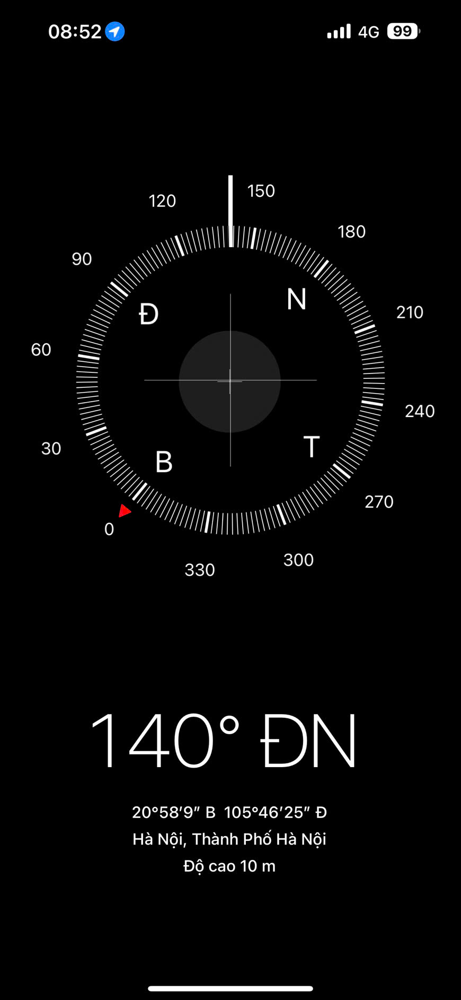 08:52 4G 99
120 150
90 180
Đ N
60 210
30 240
B T
0 270
330 300
140° ĐN
20°58’9” B 105°46’25” Đ
Hà Nội, Thành Phố Hà Nội
Độ cao 10 m